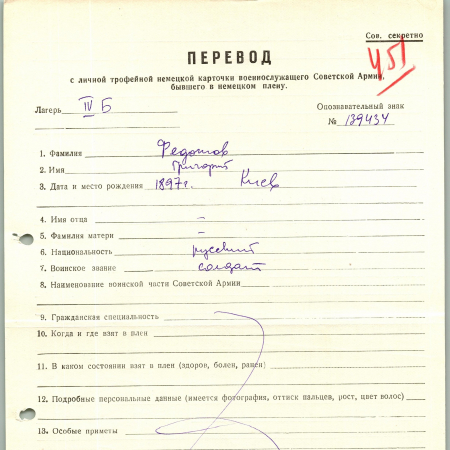 Сов. секретно
451
ПЕРЕВОД
с личной трофейной немецкой карточки военнослужащего Советской Армии,
бывшего в немецком плену.
Лагерь IV Б
Опознавательный знак
№ 139434
1. Фамилия Федотов
2. Имя Григорий
3. Дата и место рождения 1897 г. Киев
4. Имя отца –
5. Фамилия матери –
6. Национальность русский
7. Воинское звание солдат
8. Наименование воинской части Советской Армии
9. Гражданская специальность
10. Когда и где взят в плен
11. В каком состоянии взят в плен (здоров, болен, ранен)
12. Подробные персональные данные (имеется фотография, оттиск пальцев, рост, цвет волос)
13. Особые приметы